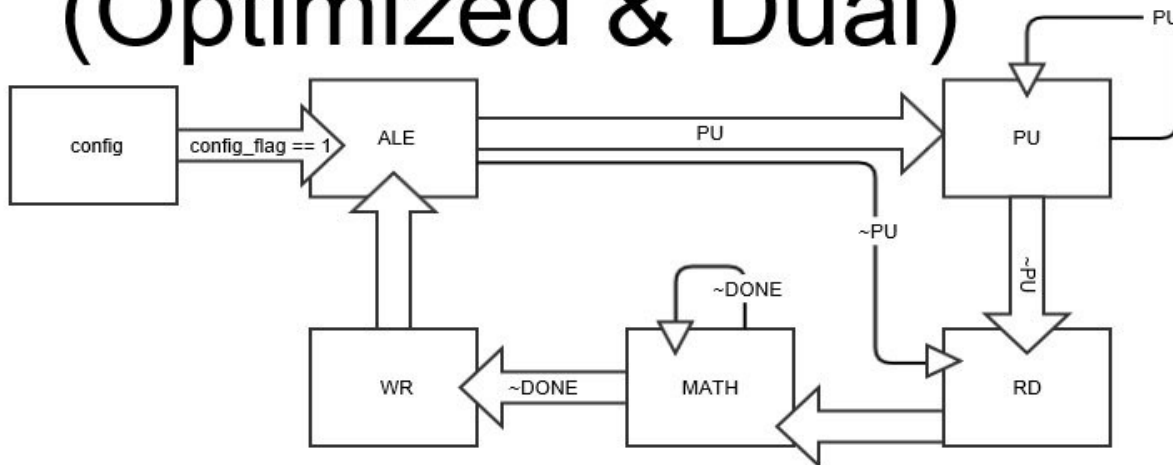 (Optimized & Dual)
PU
config
config_flag == 1
ALE
PU
PU
~PU
~PU
~DONE
WR
~DONE
MATH
RD